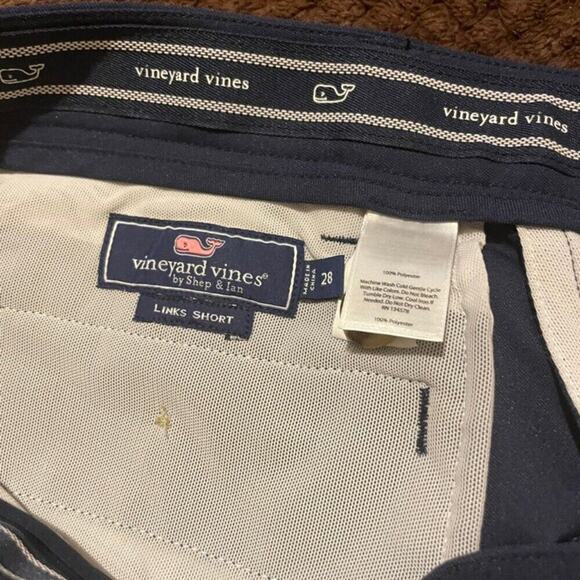 vineyard vines
vineyard vines
vineyard vines®
by Shep & Ian
MADE IN
CHINA
28
LINKS SHORT
100% Polyester
Machine Wash Cold Gentle Cycle
With Like Colors. Do Not Bleach.
Tumble Dry Low. Cool Iron If
Needed. Do Not Dry Clean.
RN 134578
100% Polyester